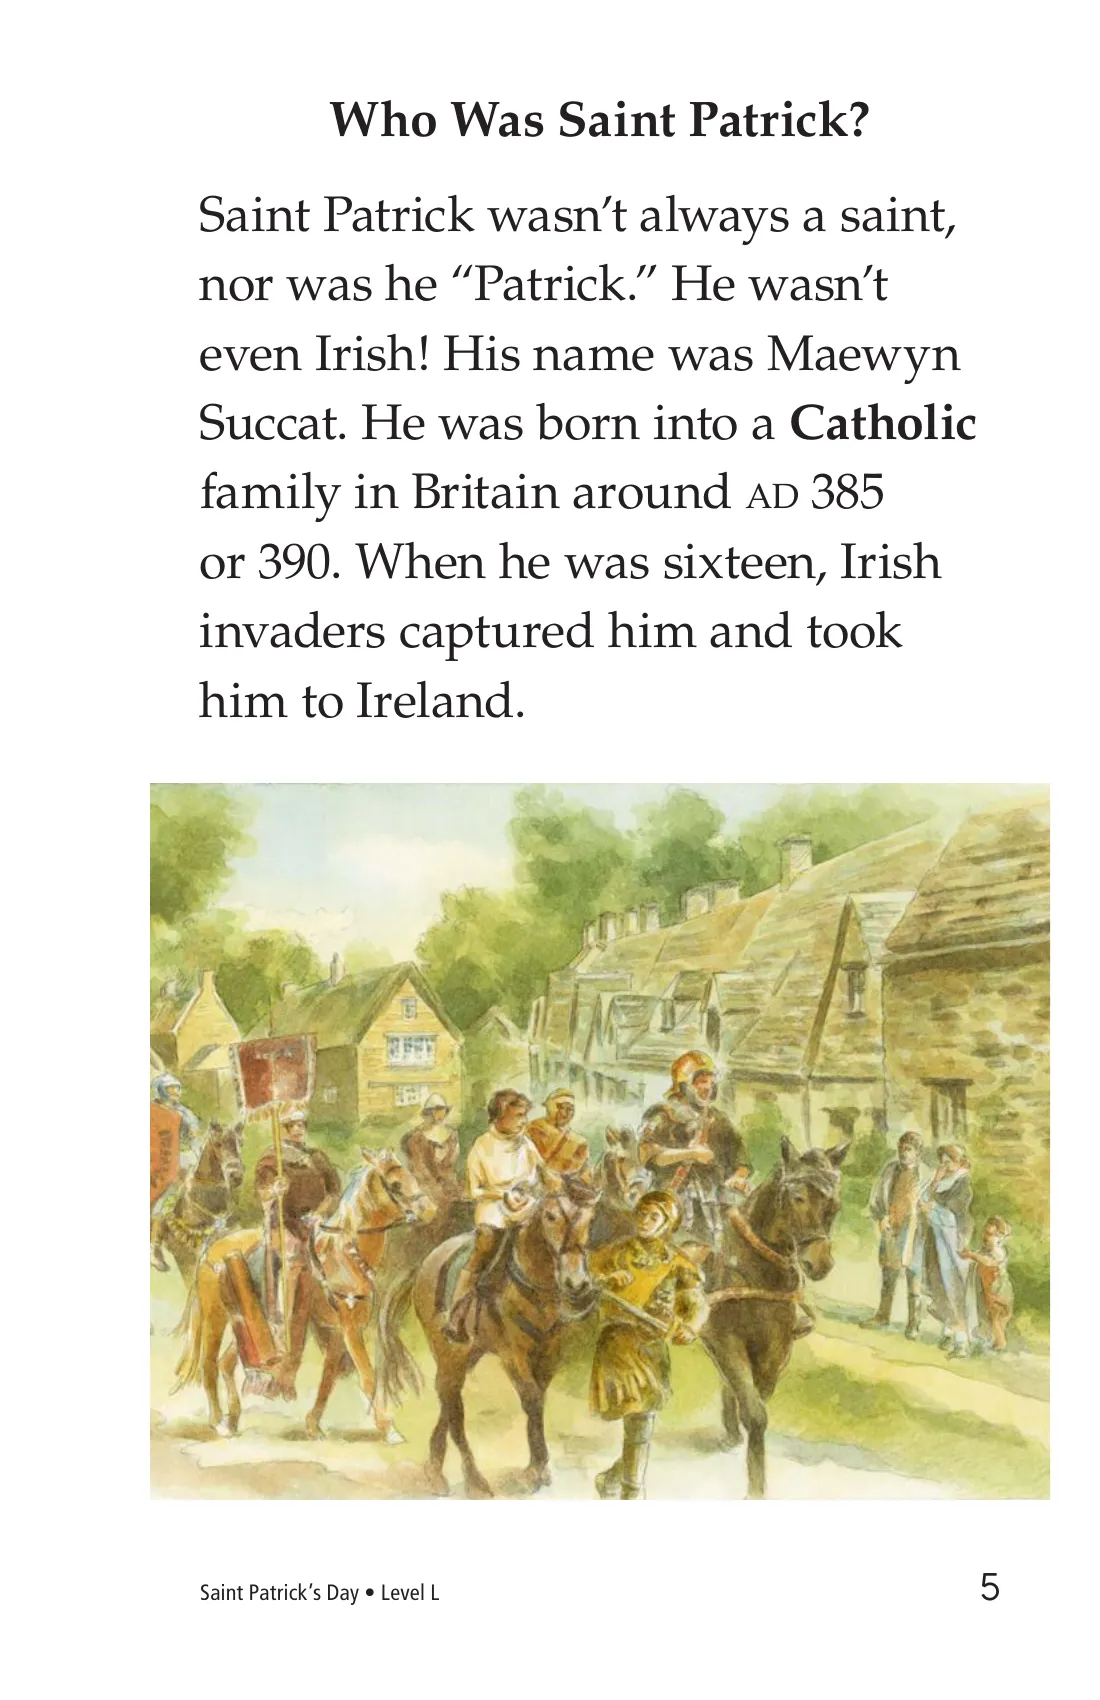 Who Was Saint Patrick?
Saint Patrick wasn’t always a saint,
nor was he “Patrick.” He wasn’t
even Irish! His name was Maewyn
Succat. He was born into a Catholic
family in Britain around AD 385
or 390. When he was sixteen, Irish
invaders captured him and took
him to Ireland.
Saint Patrick’s Day • Level L
5